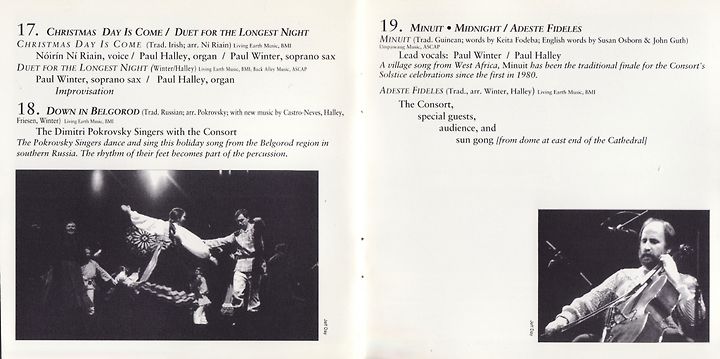 17. Christmas Day Is Come / Duet for the Longest Night
Christmas Day Is Come (Trad. Irish; arr. Ní Riain) Living Earth Music, BMI
Nóirín Ní Riain, voice / Paul Halley, organ / Paul Winter, soprano sax
Duet for the Longest Night (Winter/Halley) Living Earth Music, BMI, Back Alley Music, ASCAP
Paul Winter, soprano sax / Paul Halley, organ
Improvisation
18. Down in Belgorod (Trad. Russian; arr. Pokrovsky; with new music by Castro-Neves, Halley,
Friesen, Winter) Living Earth Music, BMI
The Dimitri Pokrovsky Singers with the Consort
The Pokrovsky Singers dance and sing this holiday song from the Belgorod region in
southern Russia. The rhythm of their feet becomes part of the percussion.
Jeff Day
19. Minuit • Midnight / Adeste Fideles
Minuit (Trad. Guinean; words by Keita Fodeba; English words by Susan Osborn & John Guth)
Umpawaug Music, ASCAP
Lead vocals: Paul Winter / Paul Halley
A village song from West Africa, Minuit has been the traditional finale for the Consort's
Solstice celebrations since the first in 1980.
Adeste Fideles (Trad., arr. Winter, Halley) Living Earth Music, BMI
The Consort,
special guests,
audience, and
sun gong [from dome at east end of the Cathedral]
Jeff Day